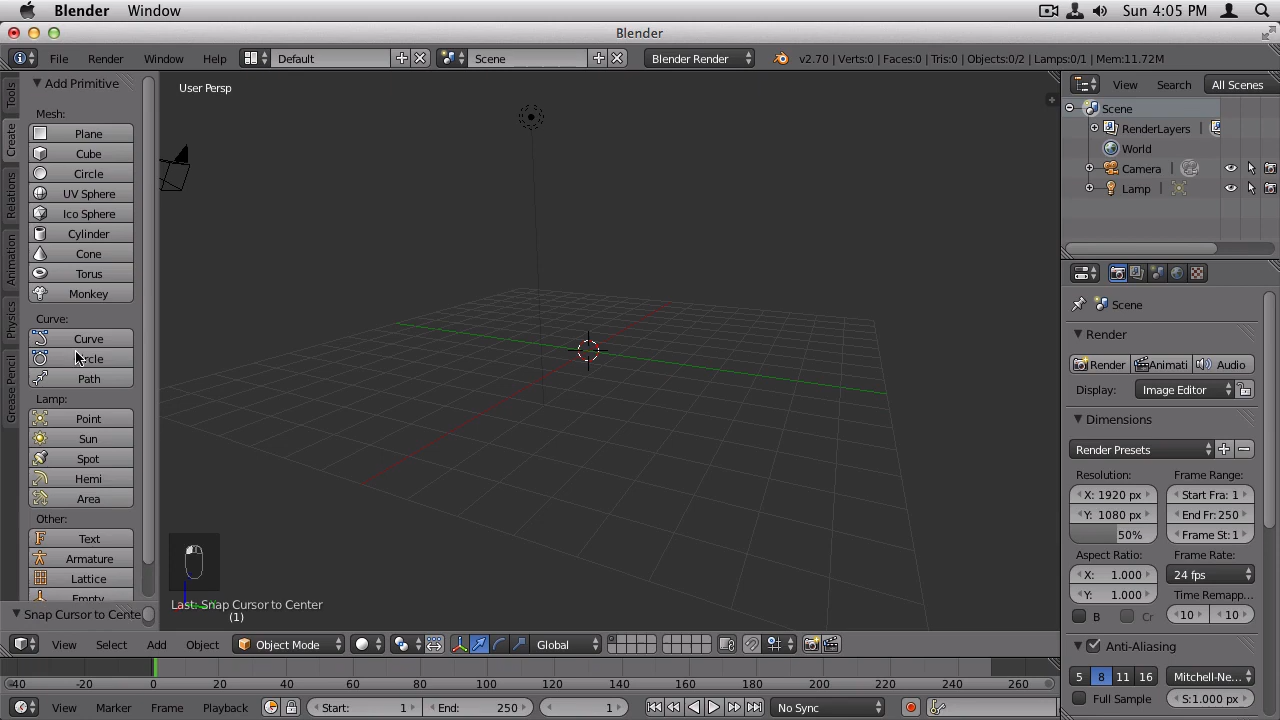 Blender Window Sun 4:05 PM
Blender
File Render Window Help Default Scene Blender Render v2.70 | Verts:0 | Faces:0 | Tris:0 | Objects:0/2 | Lamps:0/1 | Mem:11.72M
Add Primitive
Tools
Create
Relations
Animation
Physics
Grease Pencil
Mesh:
Plane
Cube
Circle
UV Sphere
Ico Sphere
Cylinder
Cone
Torus
Monkey
Curve:
Curve
Path
Lamp:
Point
Sun
Spot
Hemi
Area
Other:
Text
Armature
Lattice
Empty
Snap Cursor to Cente
User Persp
Last: Snap Cursor to Center
(1)
View Search All Scenes
Scene
RenderLayers
World
Camera
Lamp
Scene
Render
Render Animati Audio
Display: Image Editor
Dimensions
Render Presets
Resolution: Frame Range:
X: 1920 px Start Fra: 1
Y: 1080 px End Fr: 250
50% Frame St: 1
Aspect Ratio: Frame Rate:
X: 1.000 24 fps
Y: 1.000 Time Remapp...
B Cr 10 10
Anti-Aliasing
5 8 11 16 Mitchell-Ne...
Full Sample S: 1.000 px
View Select Add Object Object Mode Global
-40 -20 0 20 40 60 80 100 120 140 160 180 200 220 240 260
View Marker Frame Playback Start: 1 End: 250 1 No Sync